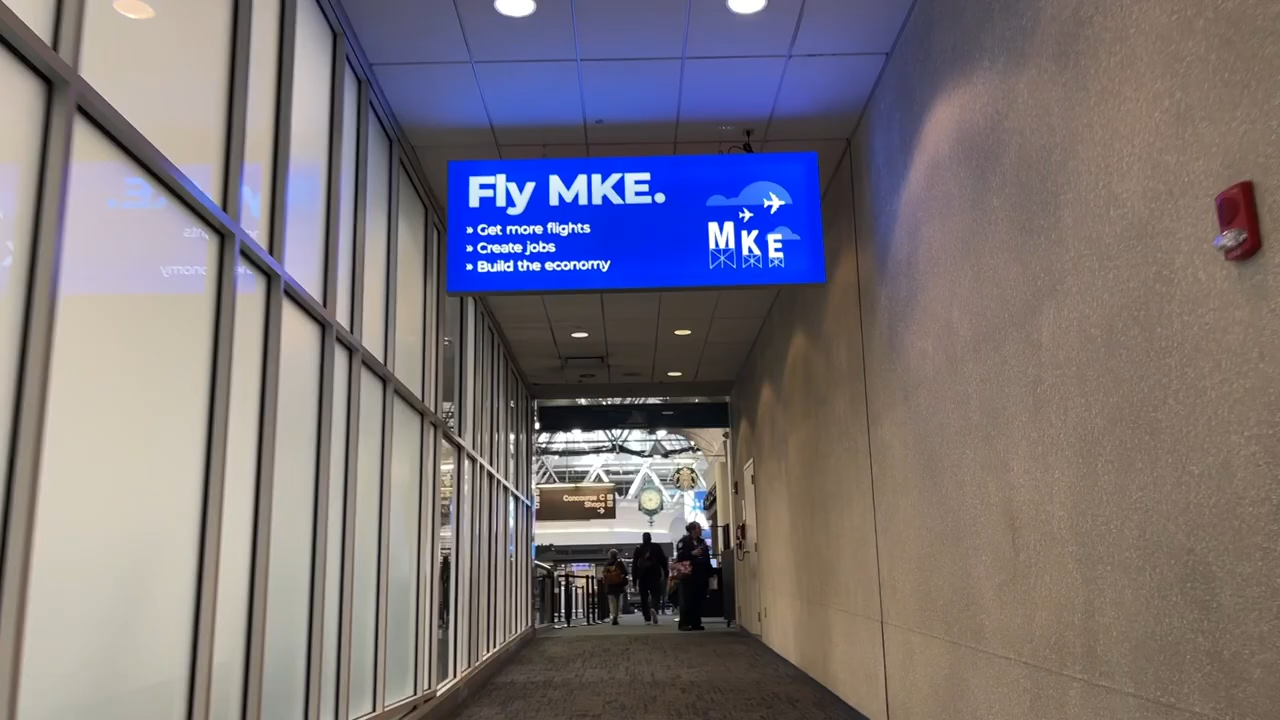 Fly MKE.
» Get more flights
» Create jobs
» Build the economy
MKE
Concourse C
Shops
→